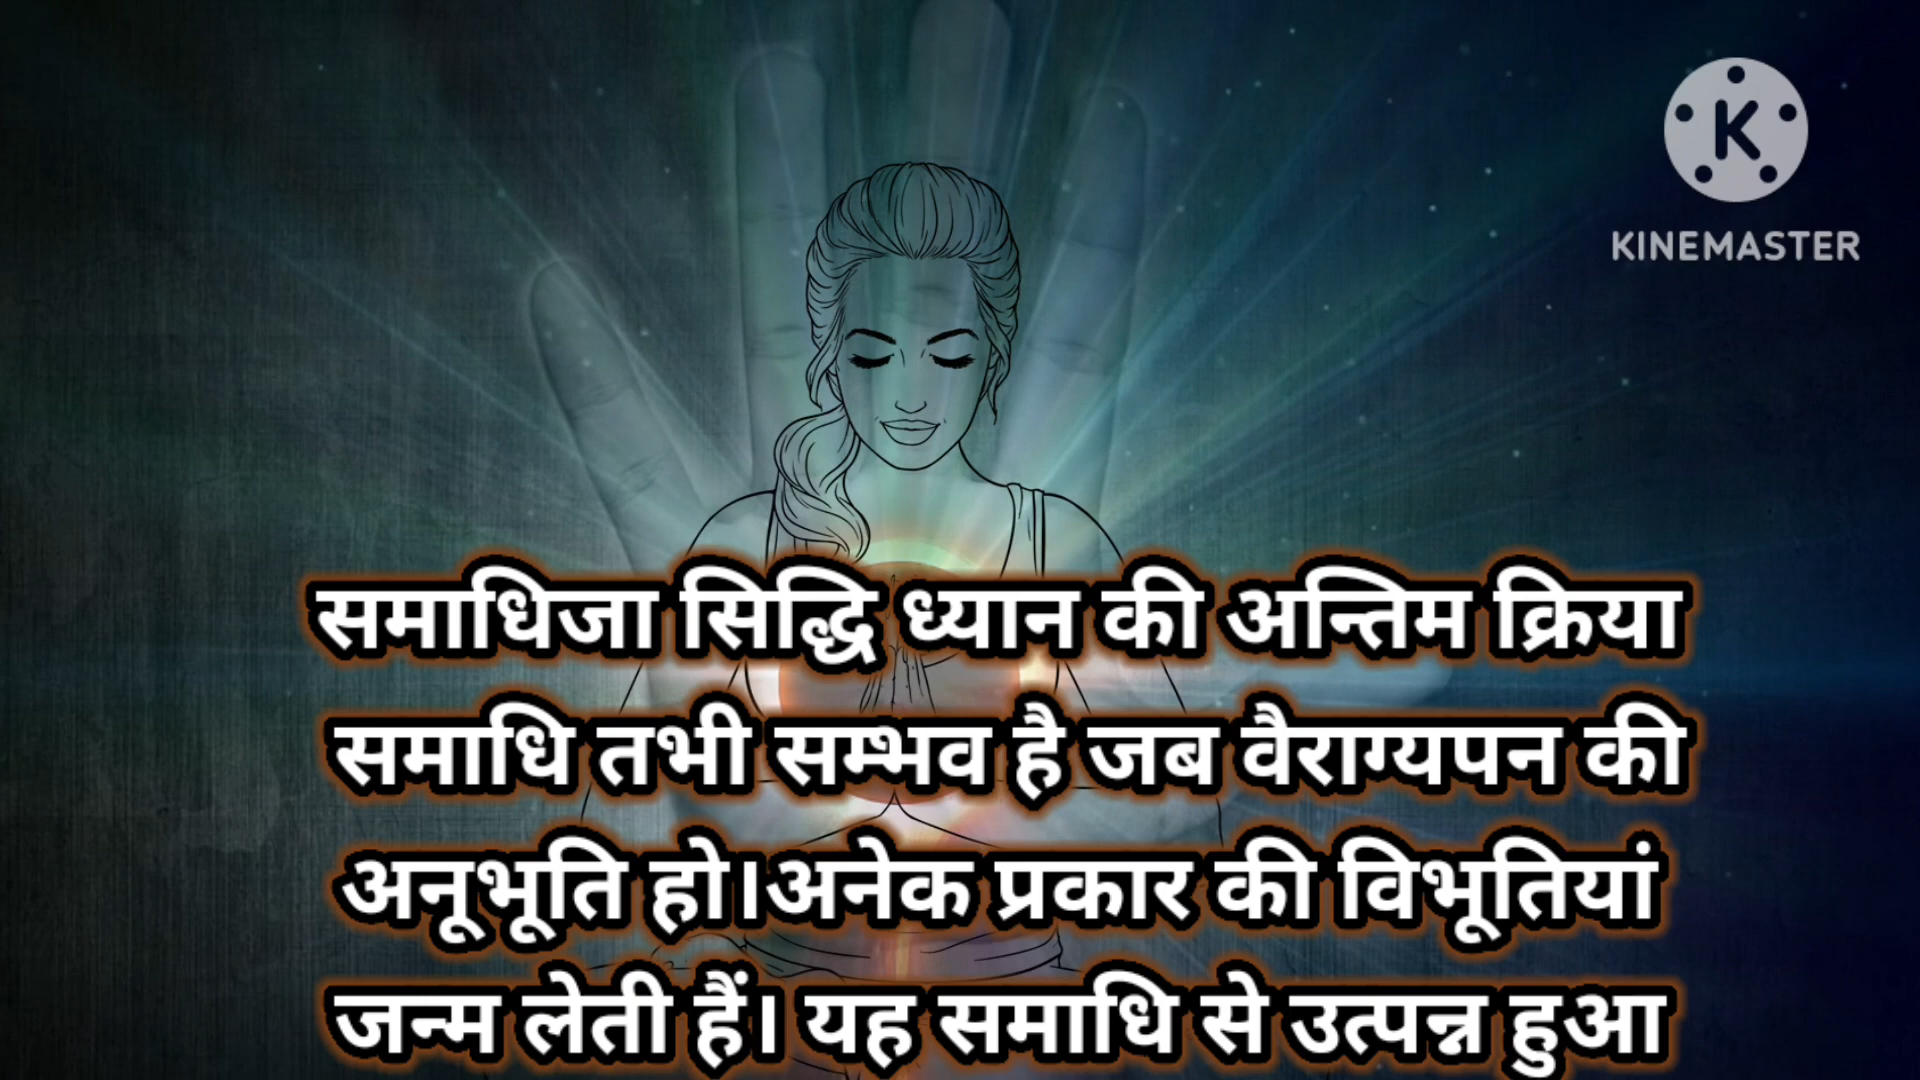 KINEMASTER
समाधिजा सिद्धि ध्यान की अन्तिम क्रिया
समाधि तभी सम्भव है जब वैराग्यपन की
अनूभूति हो।अनेक प्रकार की विभूतियां
जन्म लेती हैं। यह समाधि से उत्पन्न हुआ